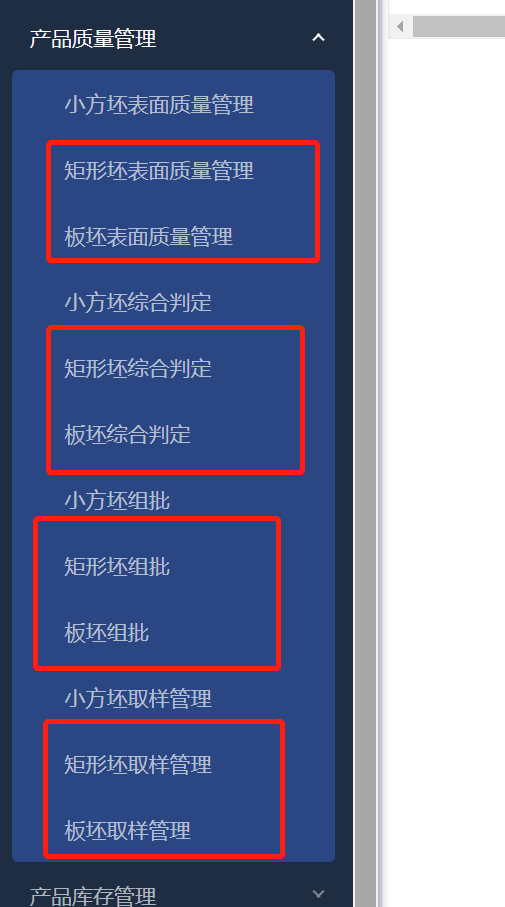 产品质量管理
小方坯表面质量管理
矩形坯表面质量管理
板坯表面质量管理
小方坯综合判定
矩形坯综合判定
板坯综合判定
小方坯组批
矩形坯组批
板坯组批
小方坯取样管理
矩形坯取样管理
板坯取样管理
产品库存管理